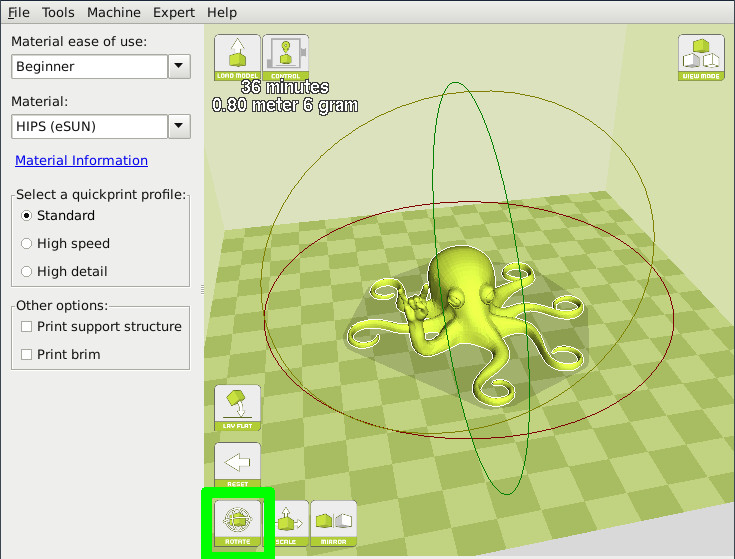 File Tools Machine Expert Help
Material ease of use:
Beginner
Material:
HIPS (eSUN)
Material Information
Select a quickprint profile:
Standard
High speed
High detail
Other options:
Print support structure
Print brim
LOAD MODEL
CONTROL
VIEW MODE
36 minutes
0.80 meter 6 gram
LAY FLAT
RESET
ROTATE
SCALE
MIRROR